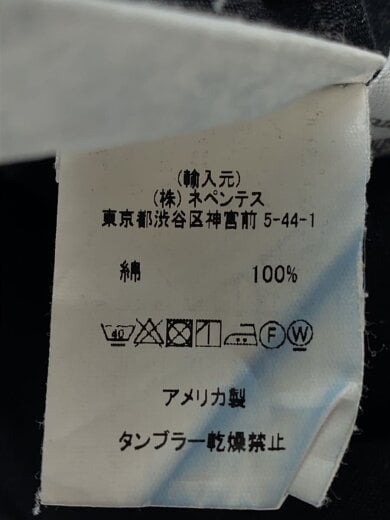 (輸入元)
(株) ネペンテス
東京都渋谷区神宮前 5-44-1
綿 100%
40 F W
アメリカ製
タンブラー乾燥禁止